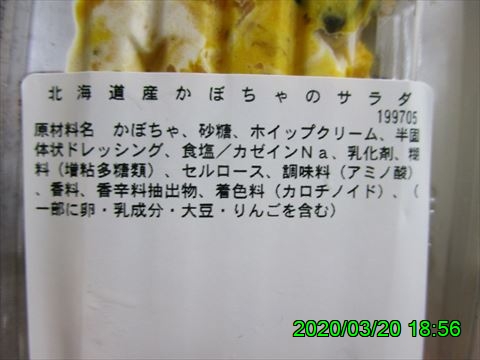 北海道産かぼちゃのサラダ
199705
原材料名　かぼちゃ、砂糖、ホイップクリーム、半固
体状ドレッシング、食塩／カゼインＮａ、乳化剤、糊
料（増粘多糖類）、セルロース、調味料（アミノ酸）
、香料、香辛料抽出物、着色料（カロチノイド）、（
一部に卵・乳成分・大豆・りんごを含む）
2020/03/20 18:56